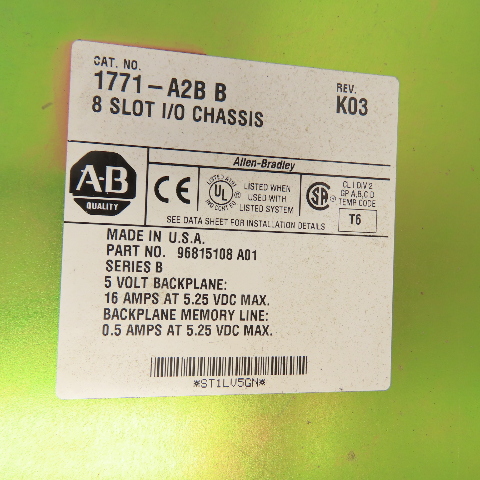 CAT. NO.
1771-A2B B
8 SLOT I/O CHASSIS
REV.
K03
Allen-Bradley
A-B
QUALITY
CE
LISTED WHEN
USED WITH
LISTED SYSTEM
SA
CL I DIV 2
GP A,B,C,D
TEMP CODE
T6
SEE DATA SHEET FOR INSTALLATION DETAILS
MADE IN U.S.A.
PART NO. 96815108 A01
SERIES B
5 VOLT BACKPLANE:
16 AMPS AT 5.25 VDC MAX.
BACKPLANE MEMORY LINE:
0.5 AMPS AT 5.25 VDC MAX.
*ST1LV5GN*